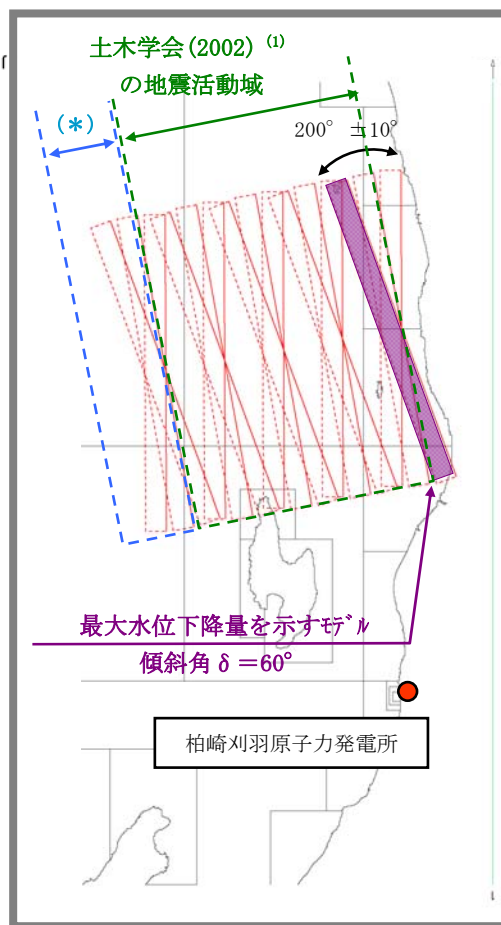 土木学会(2002) (1)
の地震活動域
(*)
200° ±10°
最大水位下降量を示すﾓﾃﾞﾙ
傾斜角 δ=60°
柏崎刈羽原子力発電所